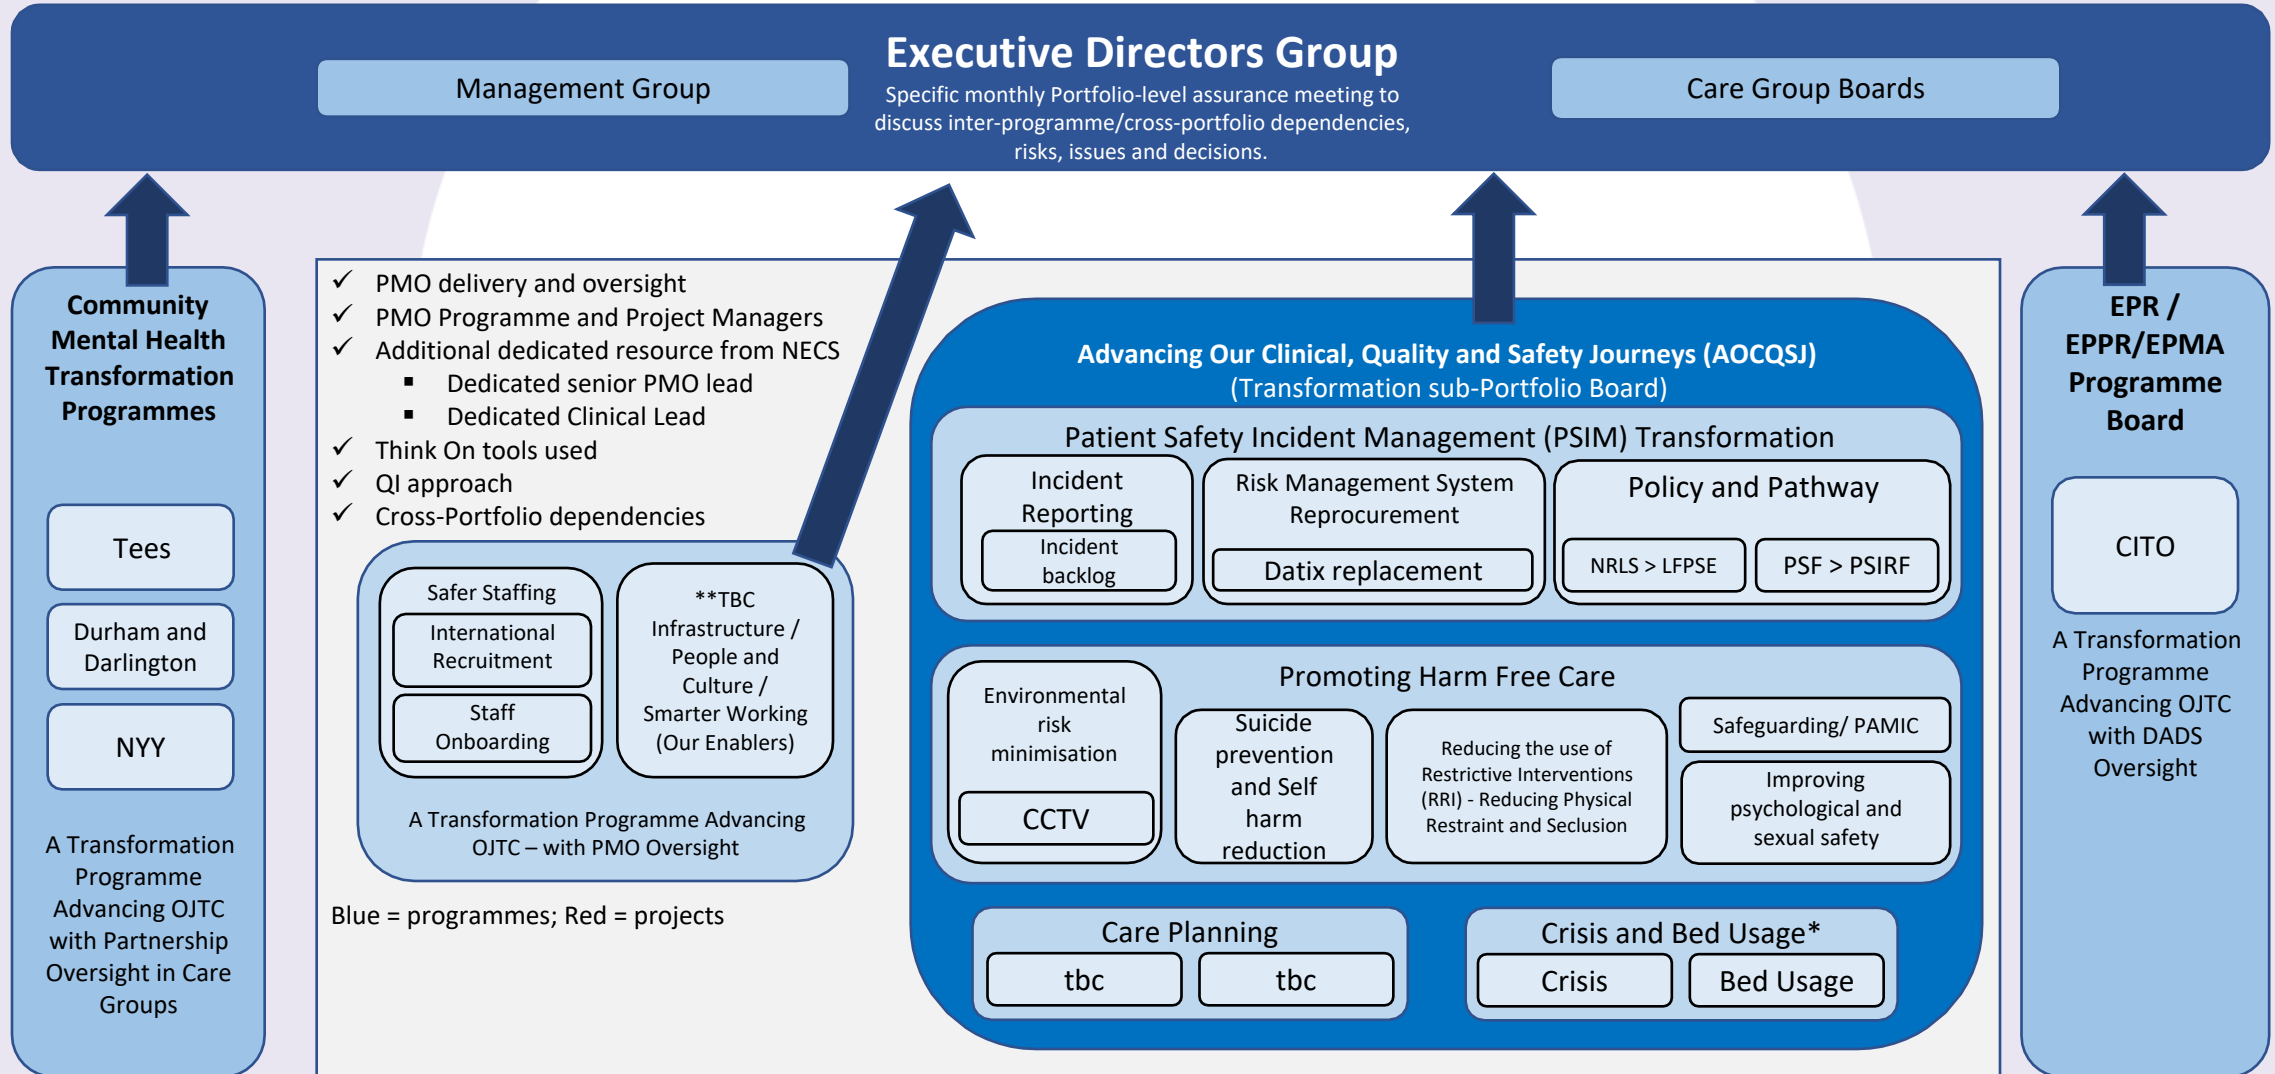 Executive Directors Group
Management Group
Specific monthly Portfolio-level assurance meeting to
discuss inter-programme/cross-portfolio dependencies,
risks, issues and decisions.
Care Group Boards
Community
Mental Health
Transformation
Programmes
Tees
Durham and
Darlington
NYY
A Transformation
Programme
Advancing OJTC
with Partnership
Oversight in Care
Groups
✓ PMO delivery and oversight
✓ PMO Programme and Project Managers
✓ Additional dedicated resource from NECS
▪ Dedicated senior PMO lead
▪ Dedicated Clinical Lead
✓ Think On tools used
✓ QI approach
✓ Cross-Portfolio dependencies
Safer Staffing
International
Recruitment
Staff
Onboarding
**TBC
Infrastructure /
People and
Culture /
Smarter Working
(Our Enablers)
A Transformation Programme Advancing
OJTC – with PMO Oversight
Blue = programmes; Red = projects
Advancing Our Clinical, Quality and Safety Journeys (AOCQSJ)
(Transformation sub-Portfolio Board)
Patient Safety Incident Management (PSIM) Transformation
Incident
Reporting
Incident
backlog
Risk Management System
Reprocurement
Datix replacement
Policy and Pathway
NRLS > LFPSE
PSF > PSIRF
Promoting Harm Free Care
Environmental
risk
minimisation
CCTV
Suicide
prevention
and Self
harm
reduction
Reducing the use of
Restrictive Interventions
(RRI) - Reducing Physical
Restraint and Seclusion
Safeguarding/ PAMIC
Improving
psychological and
sexual safety
Care Planning
tbc
tbc
Crisis and Bed Usage*
Crisis
Bed Usage
EPR /
EPPR/EPMA
Programme
Board
CITO
A Transformation
Programme
Advancing OJTC
with DADS
Oversight